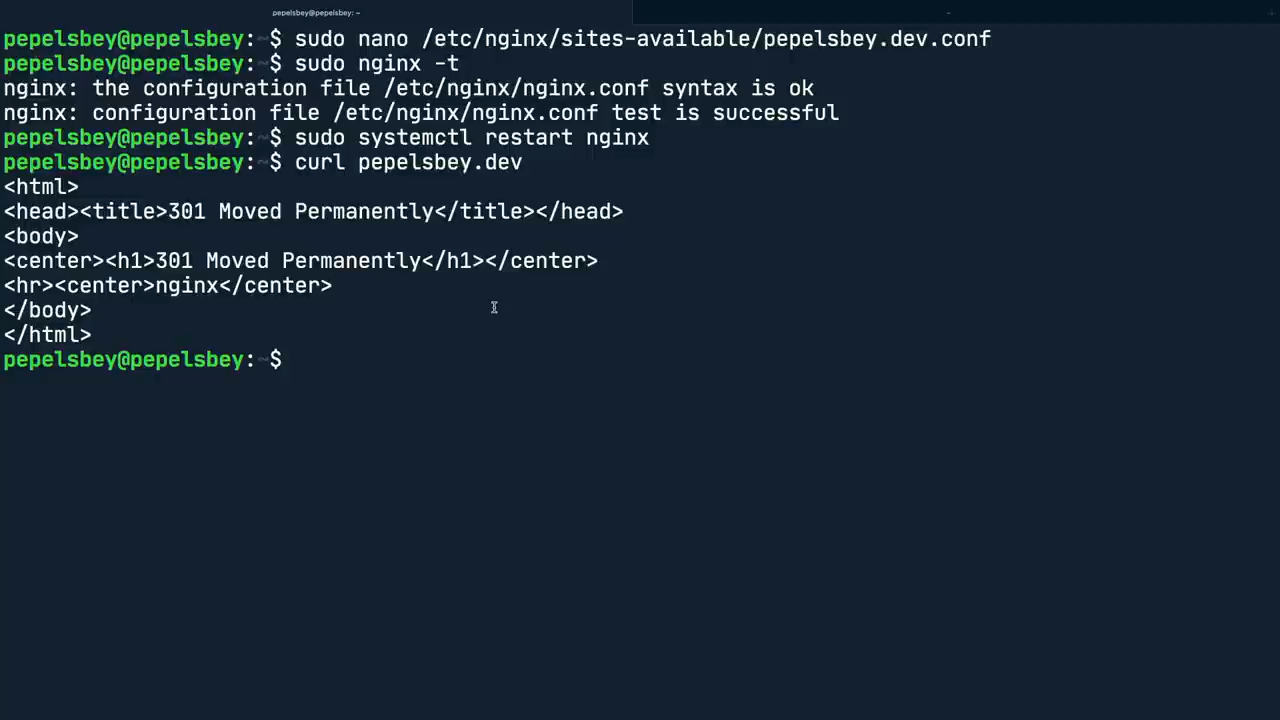 pepelsbey@pepelsbey: ~
~
pepelsbey@pepelsbey:~$ sudo nano /etc/nginx/sites-available/pepelsbey.dev.conf
pepelsbey@pepelsbey:~$ sudo nginx -t
nginx: the configuration file /etc/nginx/nginx.conf syntax is ok
nginx: configuration file /etc/nginx/nginx.conf test is successful
pepelsbey@pepelsbey:~$ sudo systemctl restart nginx
pepelsbey@pepelsbey:~$ curl pepelsbey.dev
<html>
<head><title>301 Moved Permanently</title></head>
<body>
<center><h1>301 Moved Permanently</h1></center>
<hr><center>nginx</center>
</body>
</html>
pepelsbey@pepelsbey:~$